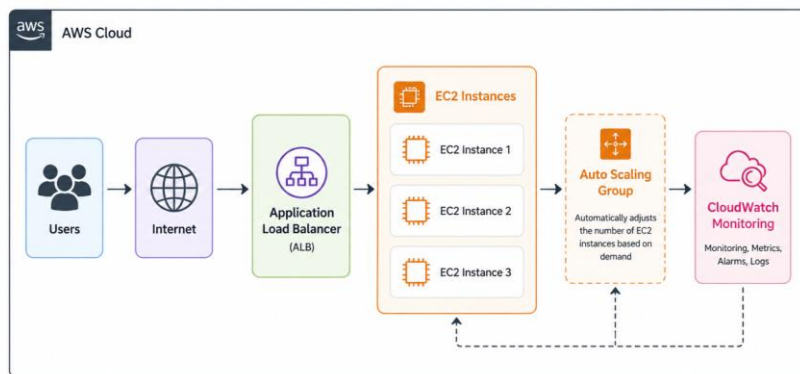 aws
AWS Cloud
Users
Internet
Application
Load Balancer
(ALB)
EC2 Instances
EC2 Instance 1
EC2 Instance 2
EC2 Instance 3
Auto Scaling
Group
Automatically adjusts
the number of EC2
instances based on
demand
CloudWatch
Monitoring
Monitoring, Metrics,
Alarms, Logs